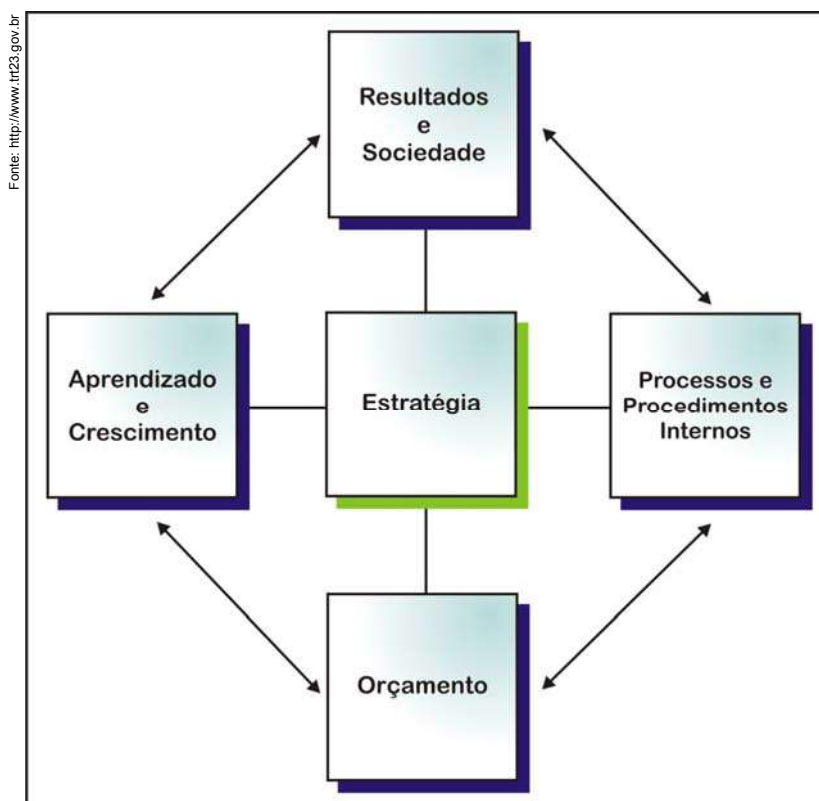 Fonte: http://www.trt23.gov.br
Resultados
e
Sociedade
Aprendizado
e
Crescimento
Estratégia
Processos e
Procedimentos
Internos
Orçamento